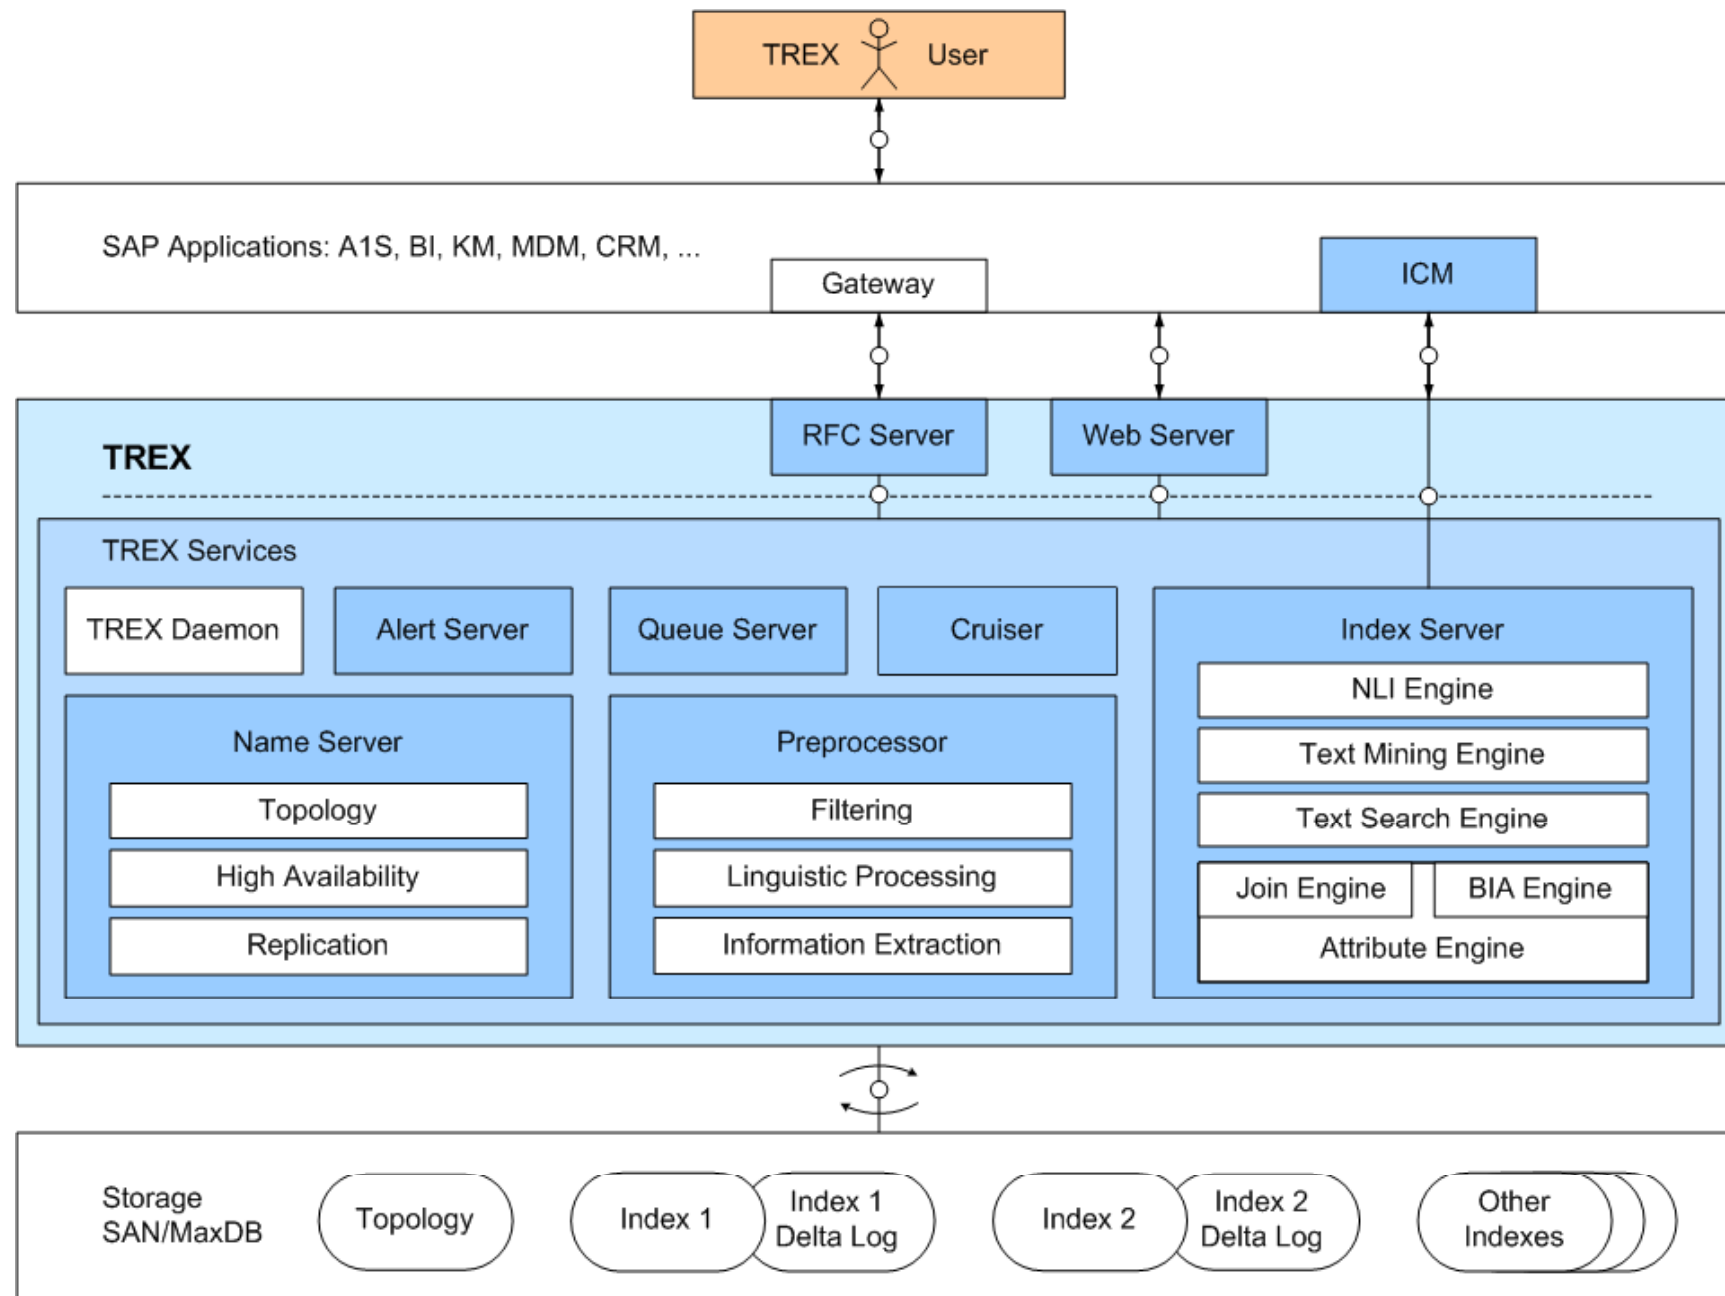 TREX User
SAP Applications: A1S, BI, KM, MDM, CRM, ...
Gateway
ICM
TREX
RFC Server
Web Server
TREX Services
TREX Daemon
Alert Server
Queue Server
Cruiser
Index Server
NLI Engine
Text Mining Engine
Text Search Engine
Join Engine
BIA Engine
Attribute Engine
Name Server
Topology
High Availability
Replication
Preprocessor
Filtering
Linguistic Processing
Information Extraction
Storage
SAN/MaxDB
Topology
Index 1
Index 1
Delta Log
Index 2
Index 2
Delta Log
Other
Indexes